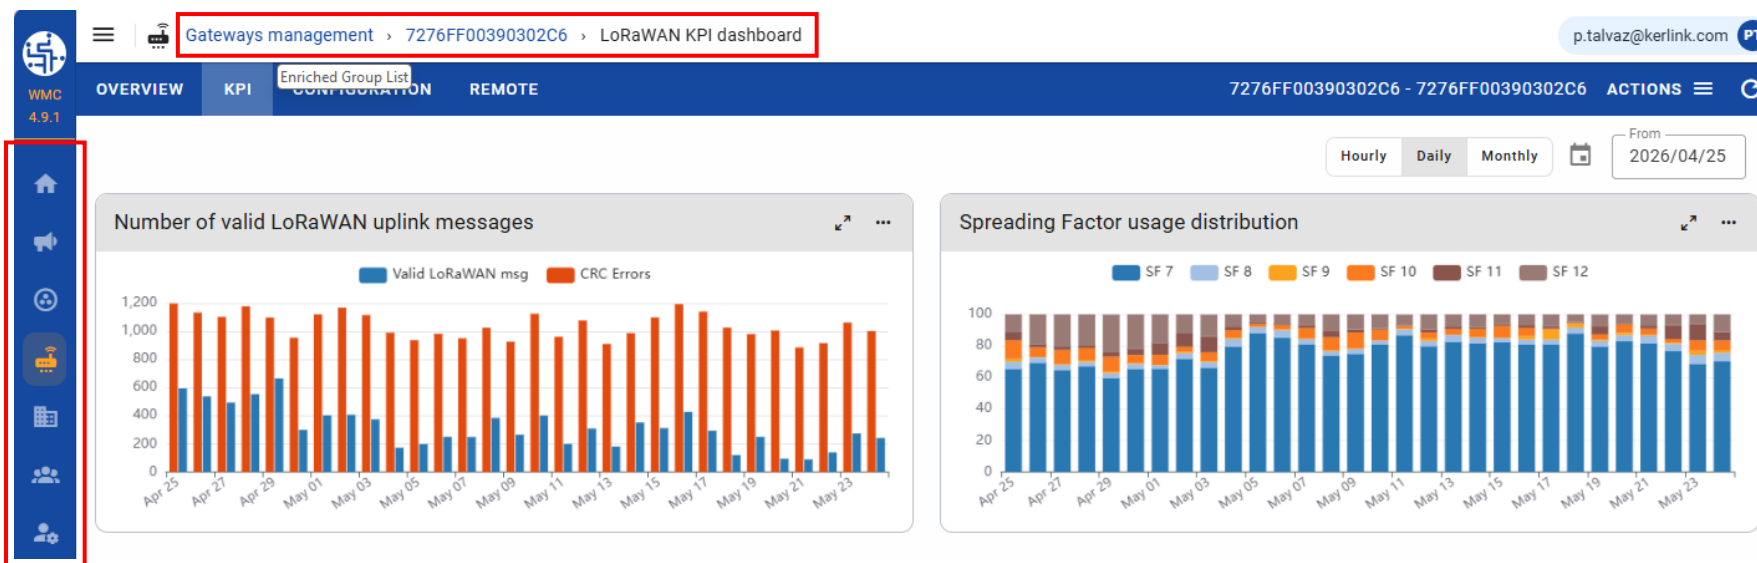 Gateways management › 7276FF00390302C6 › LoRaWAN KPI dashboard
p.talvaz@kerlink.com
PT
WMC
4.9.1
OVERVIEW KPI CONFIGURATION REMOTE
Enriched Group List
7276FF00390302C6 - 7276FF00390302C6 ACTIONS
Hourly Daily Monthly
From
2026/04/25
Number of valid LoRaWAN uplink messages
Valid LoRaWAN msg CRC Errors
1,200
1,000
800
600
400
200
0
Apr 25 Apr 27 Apr 29 May 01 May 03 May 05 May 07 May 09 May 11 May 13 May 15 May 17 May 19 May 21 May 23
Spreading Factor usage distribution
SF 7 SF 8 SF 9 SF 10 SF 11 SF 12
100
80
60
40
20
0
Apr 25 Apr 27 Apr 29 May 01 May 03 May 05 May 07 May 09 May 11 May 13 May 15 May 17 May 19 May 21 May 23